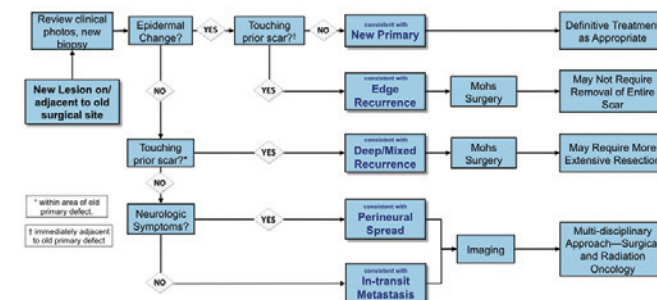 Review clinical
photos, new
biopsy
Epidermal
Change?
YES
Touching
prior scar?†
NO
consistent with
New Primary
Definitive Treatment
as Appropriate
New Lesion on/
adjacent to old
surgical site
NO
YES
consistent with
Edge
Recurrence
Mohs
Surgery
May Not Require
Removal of Entire
Scar
Touching
prior scar?*
YES
consistent with
Deep/Mixed
Recurrence
Mohs
Surgery
May Require More
Extensive Resection
NO
* within area of old
primary defect.
† immediately adjacent
to old primary defect
Neurologic
Symptoms?
YES
consistent with
Perineural
Spread
Imaging
Multi-disciplinary
Approach—Surgical
and Radiation
Oncology
NO
consistent with
In-transit
Metastasis